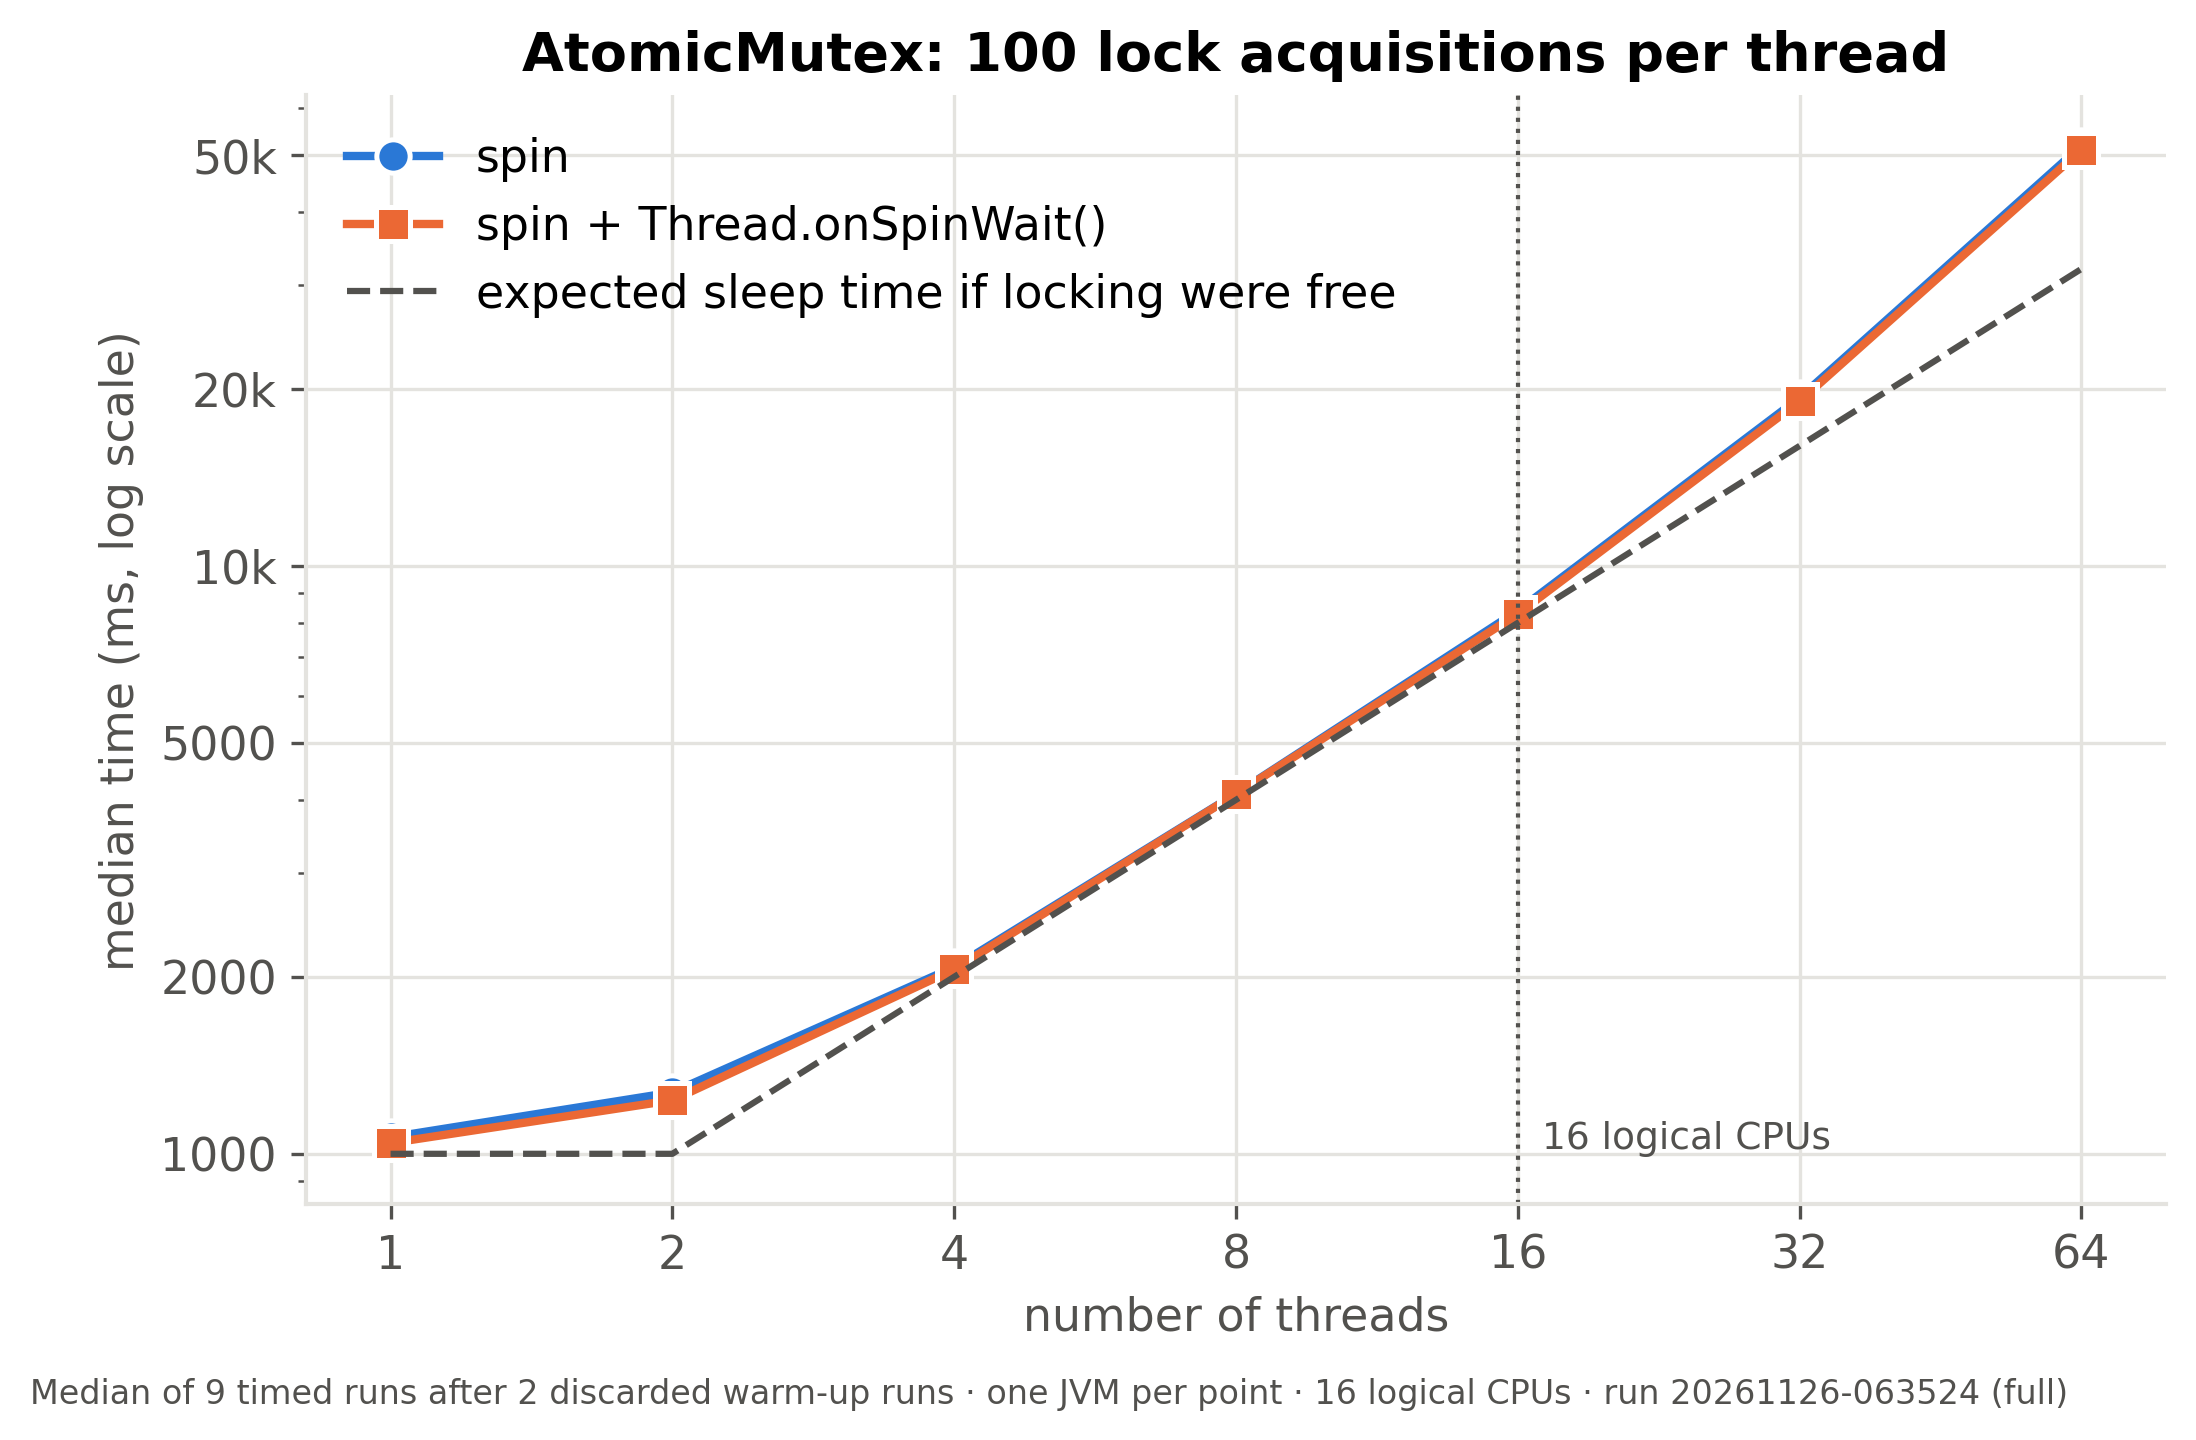 AtomicMutex: 100 lock acquisitions per thread
spin
spin + Thread.onSpinWait()
expected sleep time if locking were free
median time (ms, log scale)
50k
20k
10k
5000
2000
1000
16 logical CPUs
1 2 4 8 16 32 64
number of threads
Median of 9 timed runs after 2 discarded warm-up runs · one JVM per point · 16 logical CPUs · run 20261126-063524 (full)